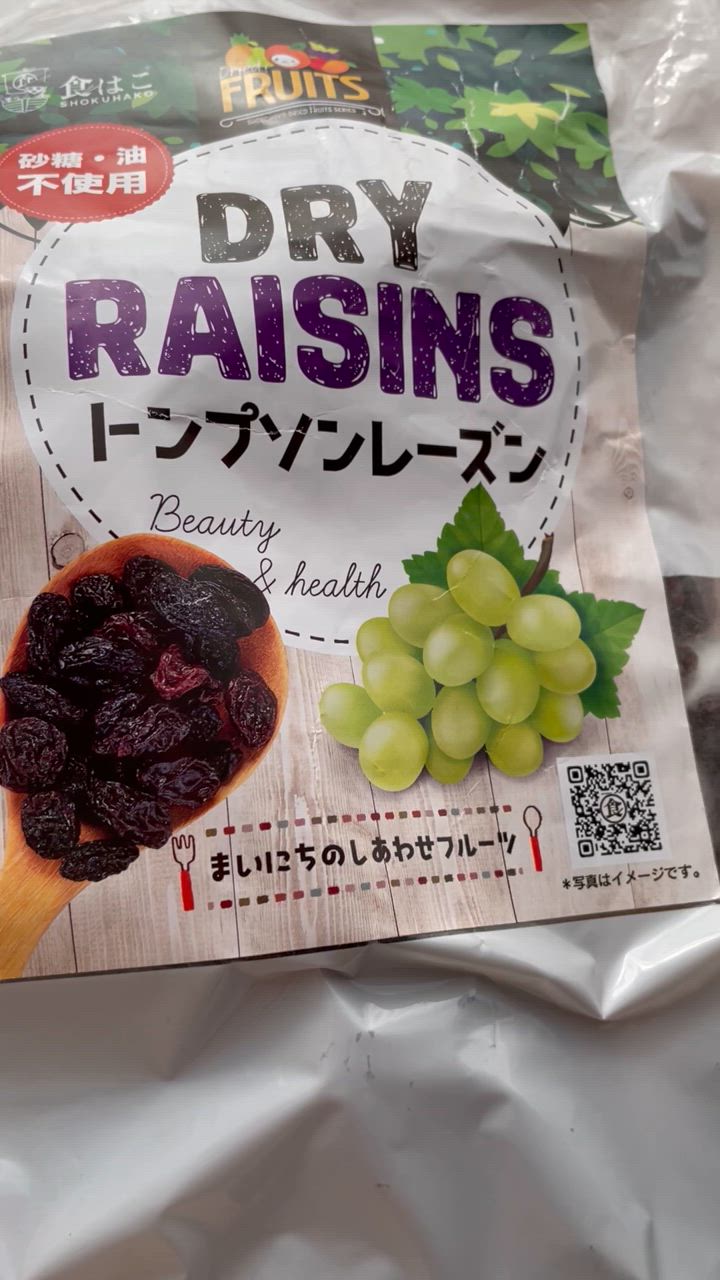 食はこ
SHOKUHAKO
FRUITS
砂糖・油
不使用
DRY
RAISINS
トンプソンレーズン
Beauty
& health
まいにちのしあわせフルーツ
食
*写真はイメージです。